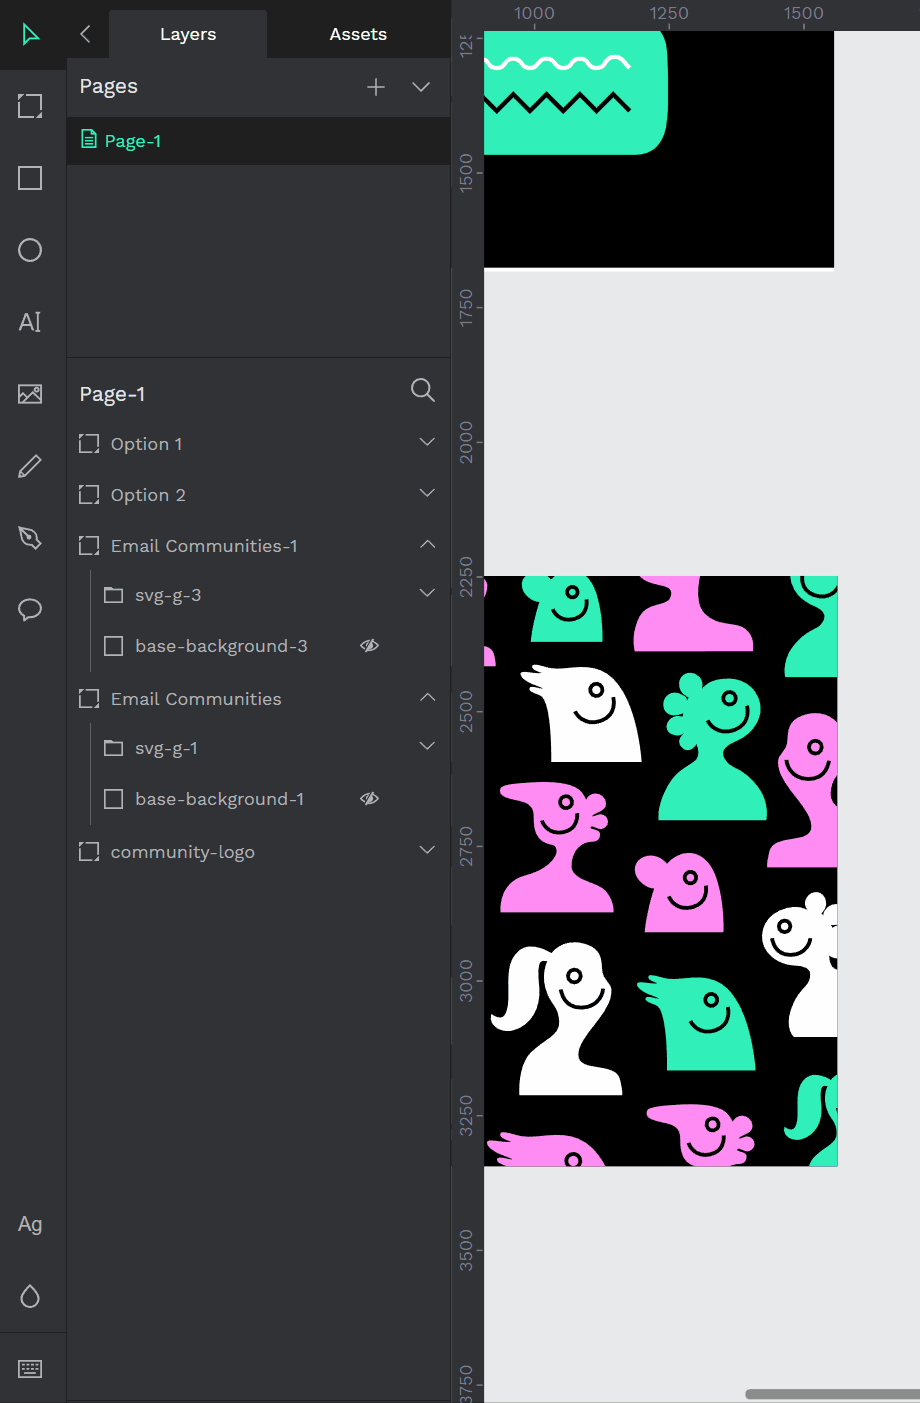 Layers
Assets
1000
1250
1500
Pages
Page-1
AI
1500
1750
Page-1
Option 1
Option 2
Email Communities-1
svg-g-3
base-background-3
Email Communities
svg-g-1
base-background-1
community-logo
2000
2250
2500
2750
3000
3250
3500
3750
Ag